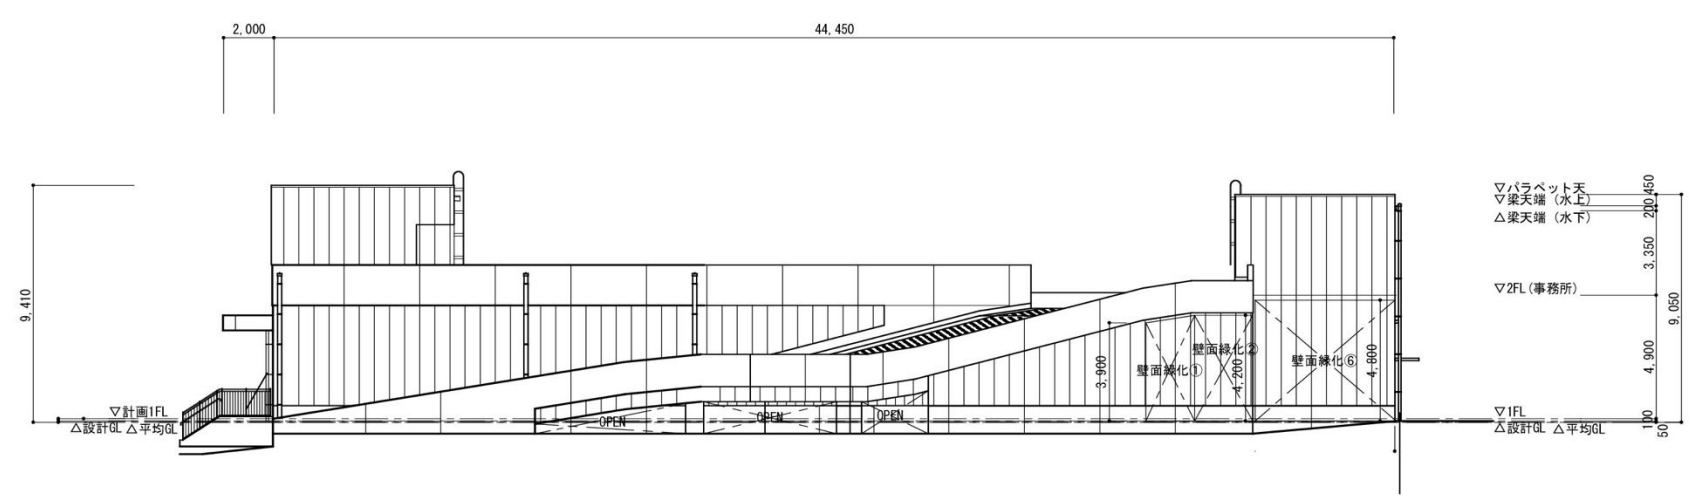 2,000
44,450
9,410
▽パラペット天
▽梁天端（水上）
△梁天端（水下）
450
200
3,350
▽2FL(事務所)
9,050
4,900
壁面緑化②
壁面緑化①
壁面緑化⑥
3,900
4,200
4,800
▽計画1FL
△設計GL △平均GL
OPEN
OPEN
OPEN
▽1FL
△設計GL △平均GL
100
50